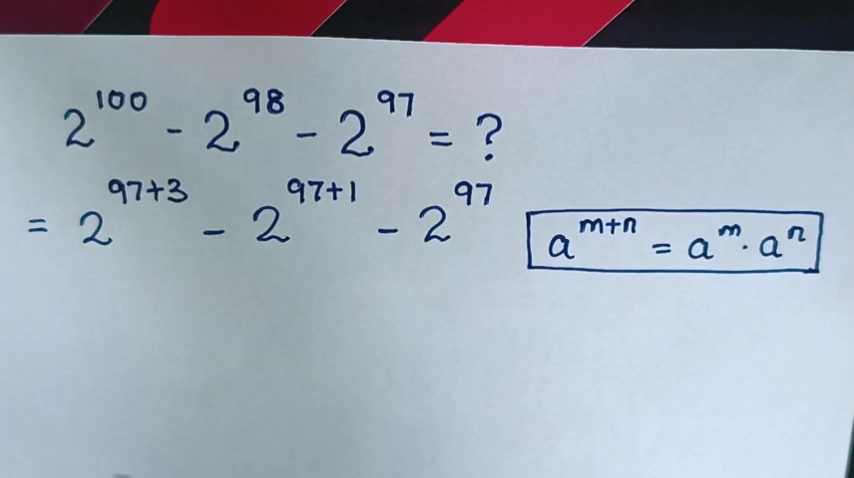 2^100 - 2^98 - 2^97 = ?
= 2^97+3 - 2^97+1 - 2^97
a^m+n = a^m · a^n